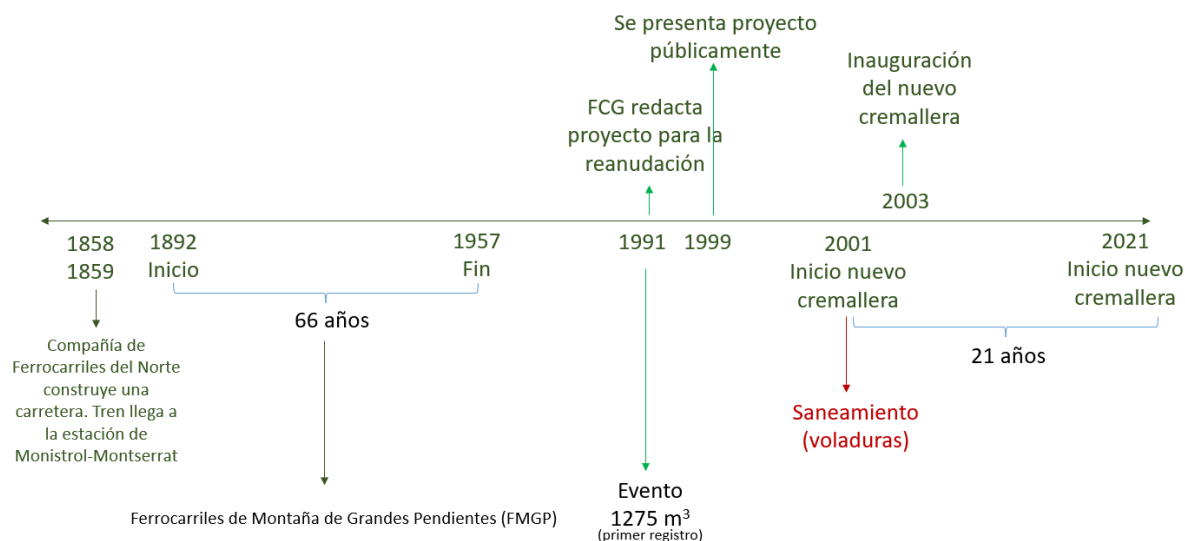 Se presenta proyecto
públicamente
Inauguración
del nuevo
cremallera
FCG redacta
proyecto para la
reanudación
2003
1858
1859
1892
Inicio
1957
Fin
1991
1999
2001
Inicio nuevo
cremallera
2021
Inicio nuevo
cremallera
66 años
21 años
Compañía de
Ferrocarriles del Norte
construye una
carretera. Tren llega a
la estación de
Monistrol-Montserrat
Saneamiento
(voladuras)
Ferrocarriles de Montaña de Grandes Pendientes (FMGP)
Evento
1275 m³
(primer registro)